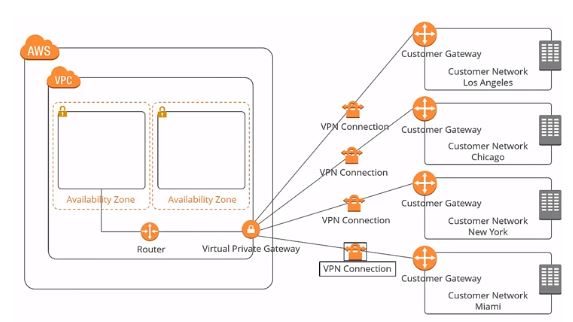 AWS
VPC
Availability Zone
Availability Zone
Router
Virtual Private Gateway
VPN Connection
VPN Connection
VPN Connection
VPN Connection
Customer Gateway
Customer Network
Los Angeles
Customer Gateway
Customer Network
Chicago
Customer Gateway
Customer Network
New York
Customer Gateway
Customer Network
Miami